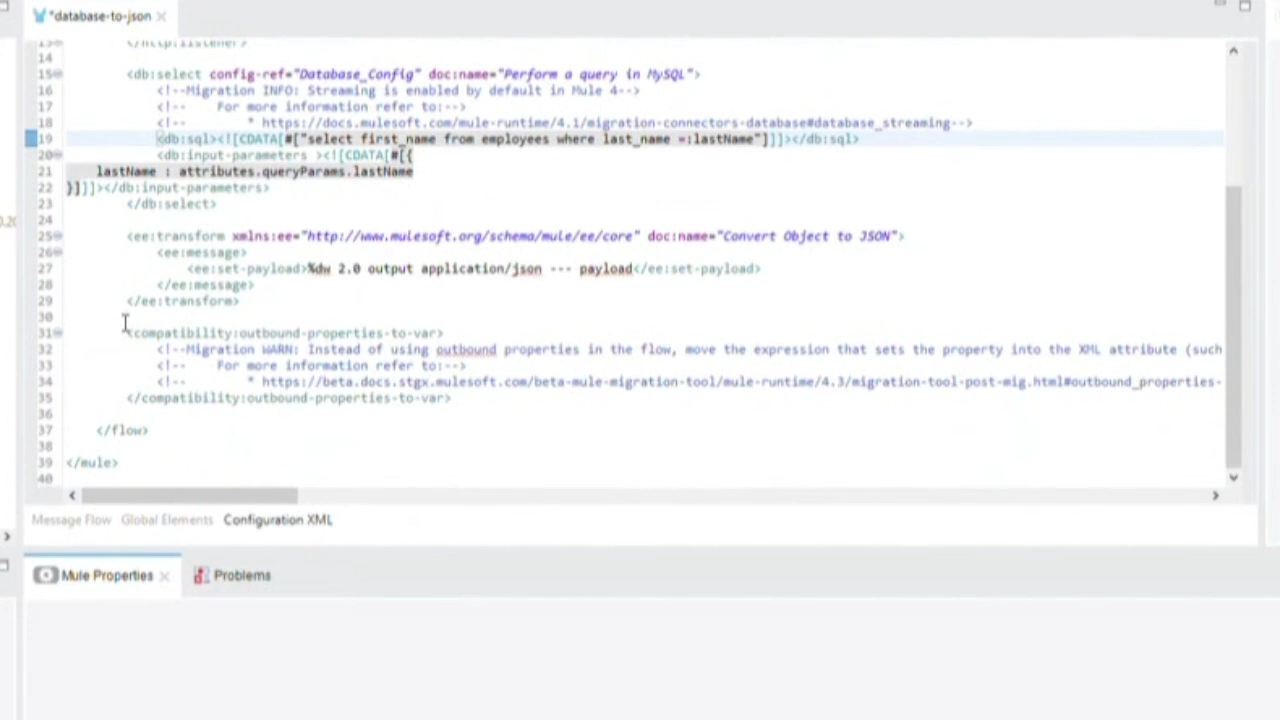 *database-to-json
13 </http:listener>
14
15 <db:select config-ref="Database_Config" doc:name="Perform a query in MySQL">
16 <!--Migration INFO: Streaming is enabled by default in Mule 4-->
17 <!-- For more information refer to:-->
18 <!-- * https://docs.mulesoft.com/mule-runtime/4.1/migration-connectors-database#database_streaming-->
19 <db:sql><![CDATA[#["select first_name from employees where last_name =:lastName"]]]></db:sql>
20 <db:input-parameters ><![CDATA[#[{
21 lastName : attributes.queryParams.lastName
22 }]]]></db:input-parameters>
23 </db:select>
24
25 <ee:transform xmlns:ee="http://www.mulesoft.org/schema/mule/ee/core" doc:name="Convert Object to JSON">
26 <ee:message>
27 <ee:set-payload>%dw 2.0 output application/json --- payload</ee:set-payload>
28 </ee:message>
29 </ee:transform>
30
31 <compatibility:outbound-properties-to-var>
32 <!--Migration WARN: Instead of using outbound properties in the flow, move the expression that sets the property into the XML attribute (such
33 <!-- For more information refer to:-->
34 <!-- * https://beta.docs.stgx.mulesoft.com/beta-mule-migration-tool/mule-runtime/4.3/migration-tool-post-mig.html#outbound_properties-
35 </compatibility:outbound-properties-to-var>
36
37 </flow>
38
39 </mule>
40
Message Flow Global Elements Configuration XML
Mule Properties Problems